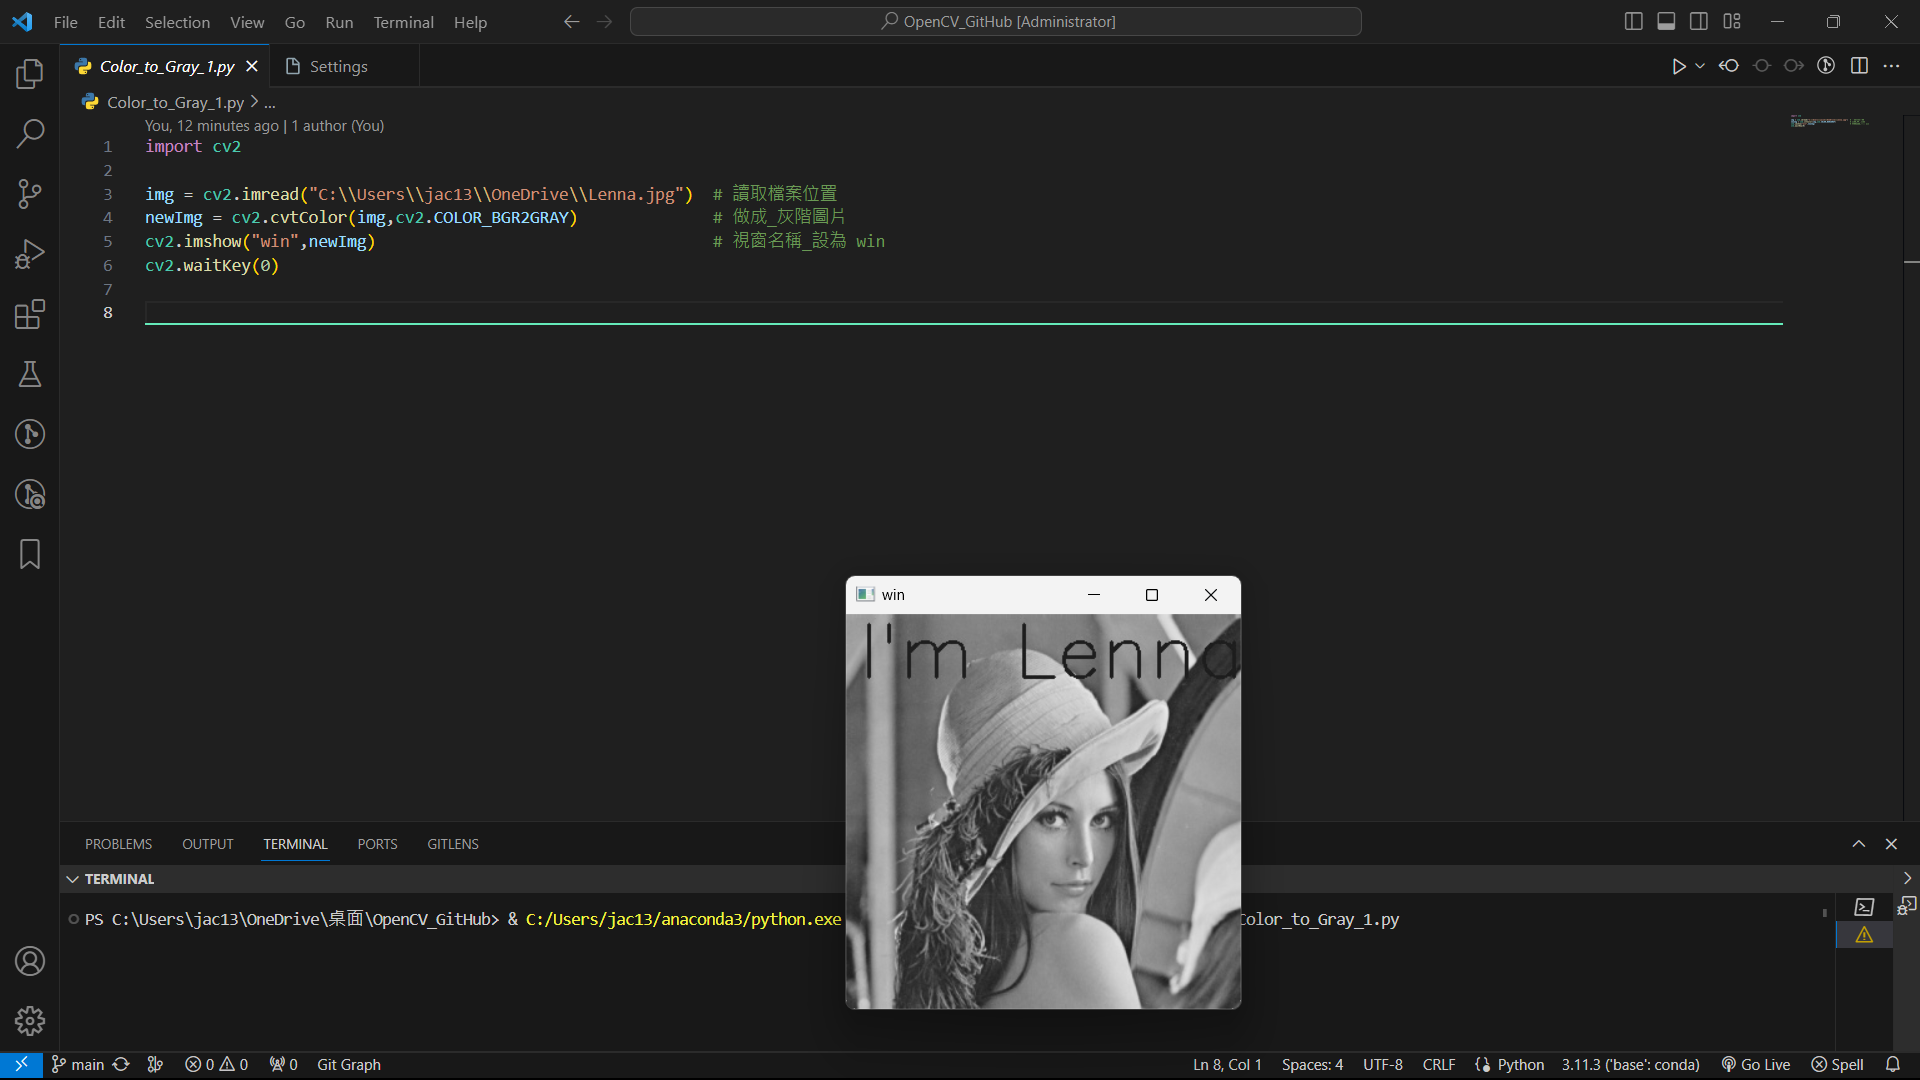 File Edit Selection View Go Run Terminal Help
OpenCV_GitHub [Administrator]
Color_to_Gray_1.py
Settings
Color_to_Gray_1.py > ...
You, 12 minutes ago | 1 author (You)
1 import cv2
2
3 img = cv2.imread("C:\\Users\\jac13\\OneDrive\\Lenna.jpg") # 讀取檔案位置
4 newImg = cv2.cvtColor(img,cv2.COLOR_BGR2GRAY) # 做成_灰階圖片
5 cv2.imshow("win",newImg) # 視窗名稱_設為 win
6 cv2.waitKey(0)
7
8
win
I'm Lenna
PROBLEMS OUTPUT TERMINAL PORTS GITLENS
TERMINAL
PS C:\Users\jac13\OneDrive\桌面\OpenCV_GitHub> & C:/Users/jac13/anaconda3/python.exe Color_to_Gray_1.py
main 0 0 0 Git Graph Ln 8, Col 1 Spaces: 4 UTF-8 CRLF Python 3.11.3 ('base': conda) Go Live Spell